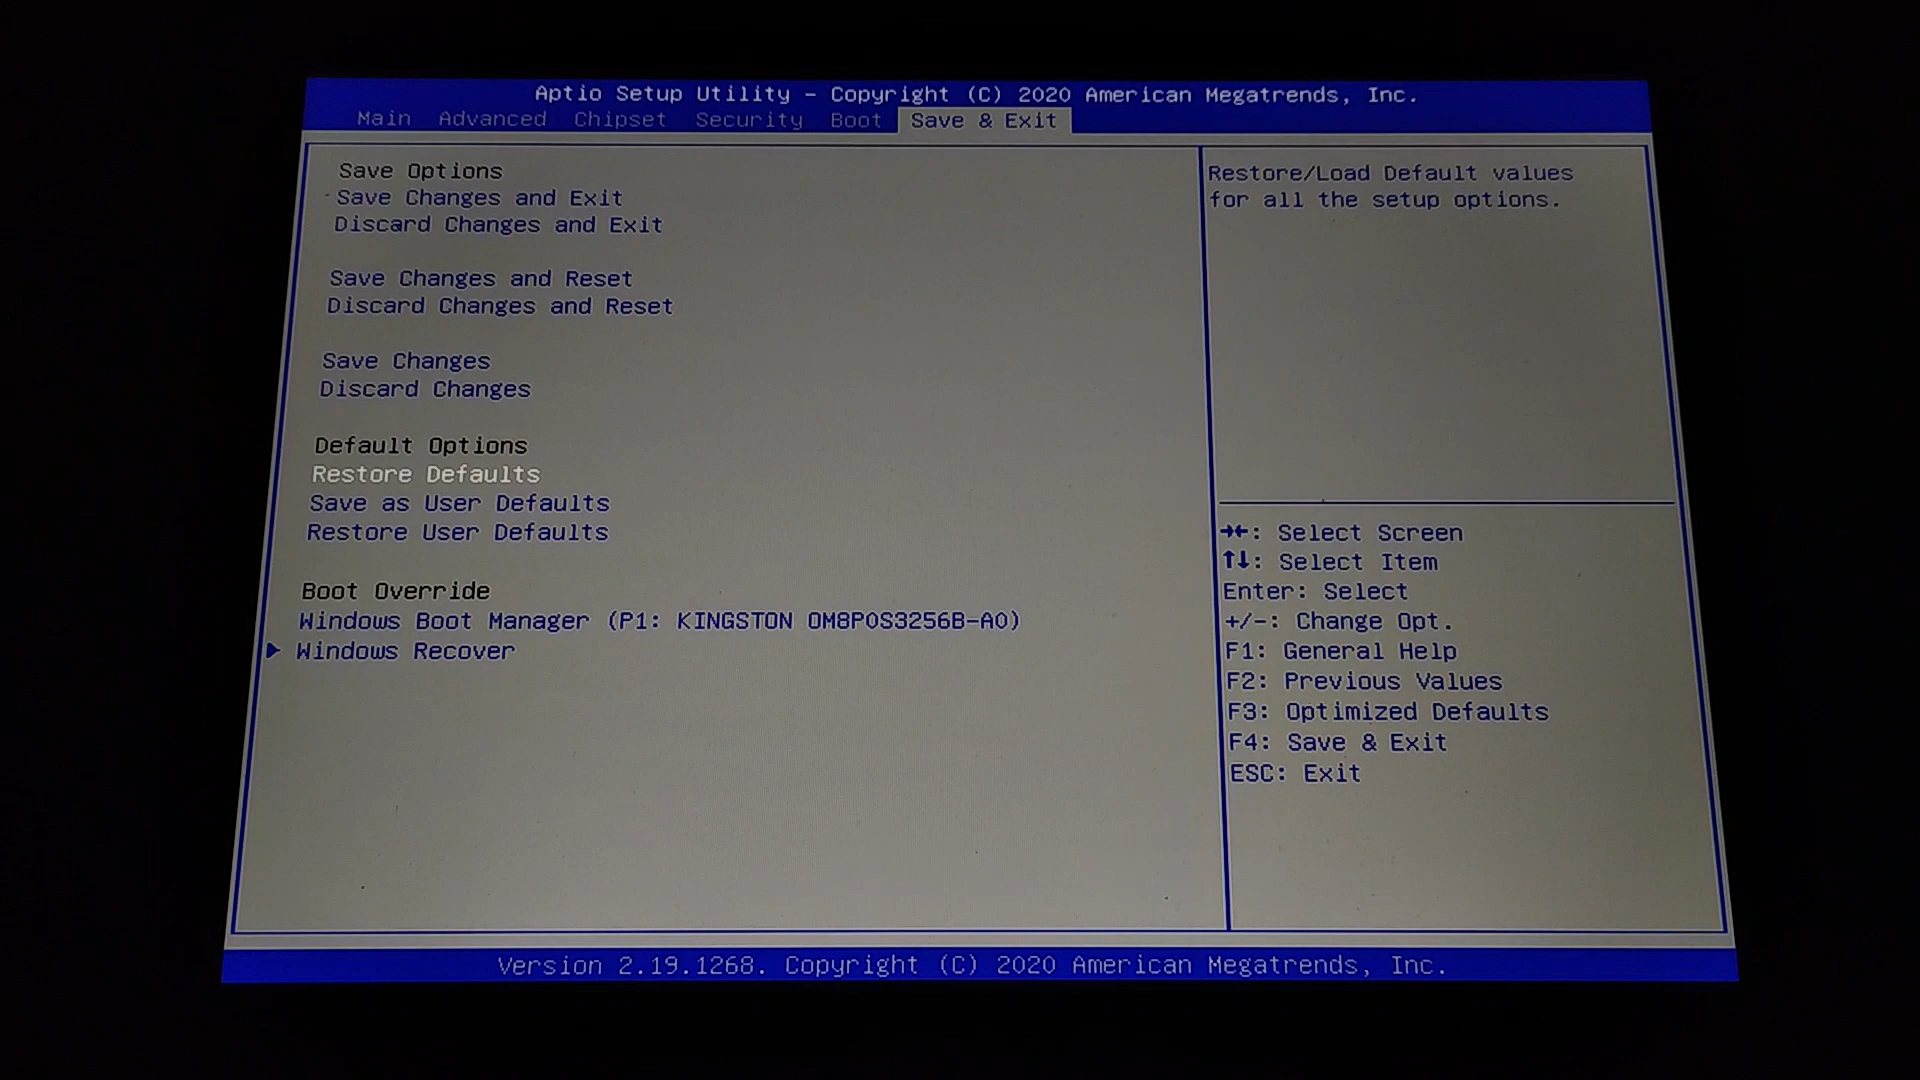 Aptio Setup Utility – Copyright (C) 2020 American Megatrends, Inc.
Main Advanced Chipset Security Boot Save & Exit
Save Options
Save Changes and Exit
Discard Changes and Exit
Save Changes and Reset
Discard Changes and Reset
Save Changes
Discard Changes
Default Options
Restore Defaults
Save as User Defaults
Restore User Defaults
Boot Override
Windows Boot Manager (P1: KINGSTON OM8P0S3256B-A0)
Windows Recover
Restore/Load Default values
for all the setup options.
→←: Select Screen
↑↓: Select Item
Enter: Select
+/-: Change Opt.
F1: General Help
F2: Previous Values
F3: Optimized Defaults
F4: Save & Exit
ESC: Exit
Version 2.19.1268. Copyright (C) 2020 American Megatrends, Inc.